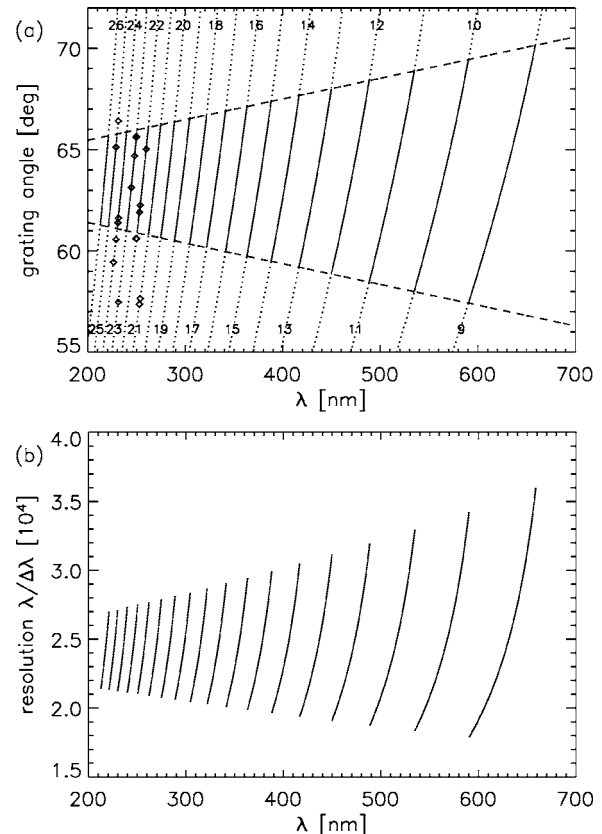 (a)
70
65
60
55
grating angle [deg]
26 24 22 20 18 16 14 12 10
25 23 21 19 17 15 13 11 9
200 300 400 500 600 700
λ [nm]
(b)
4.0
3.5
3.0
2.5
2.0
1.5
resolution λ/Δλ [10⁴]
200 300 400 500 600 700
λ [nm]